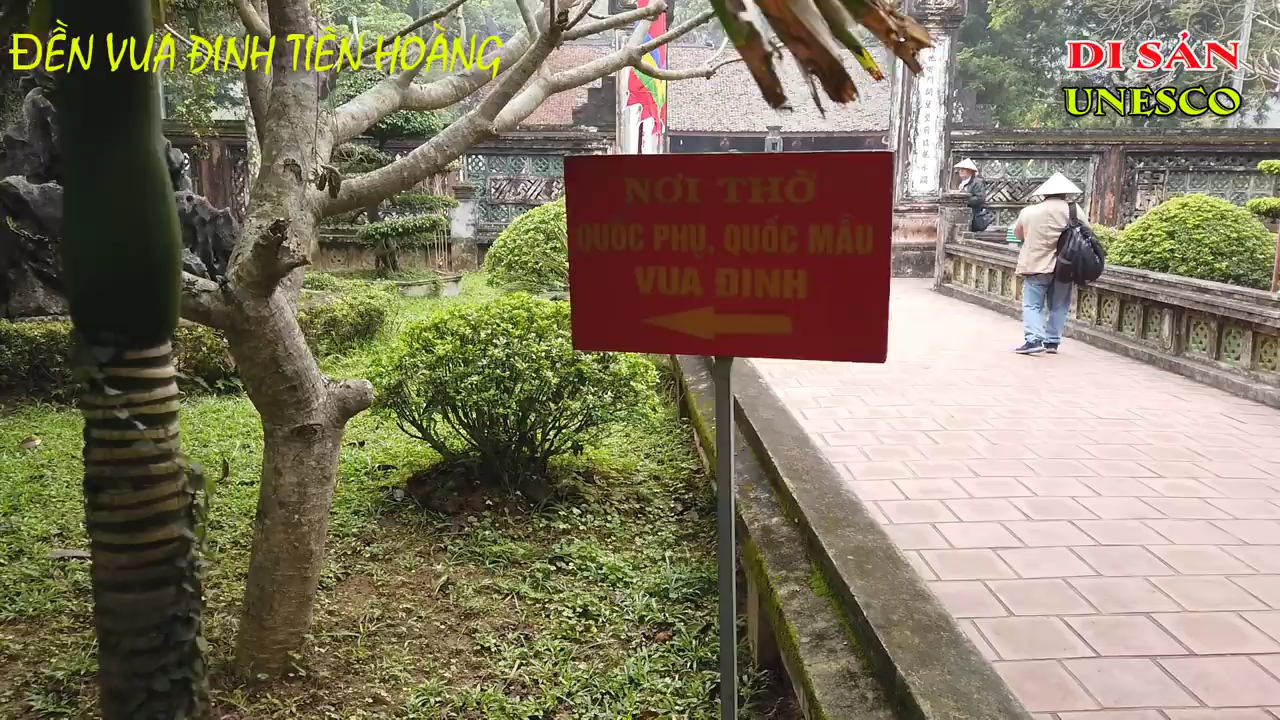 ĐỀN VUA ĐINH TIÊN HOÀNG
DI SẢN
UNESCO
NƠI THỜ
QUỐC PHỤ, QUỐC MẪU
VUA ĐINH